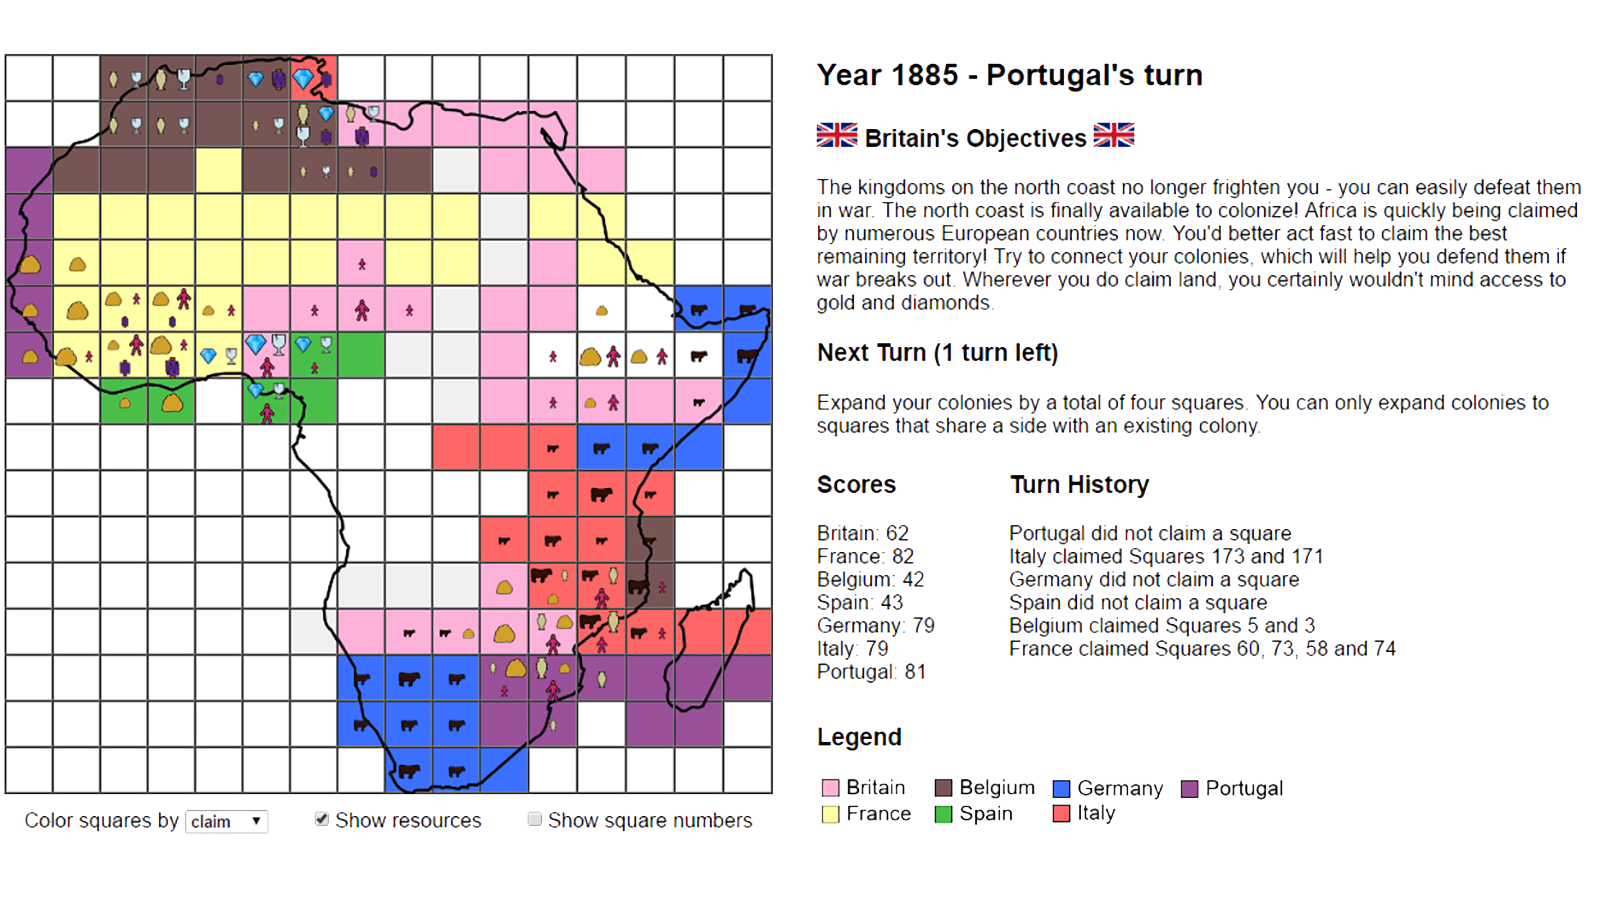 Year 1885 - Portugal's turn
Britain's Objectives
The kingdoms on the north coast no longer frighten you - you can easily defeat them
in war. The north coast is finally available to colonize! Africa is quickly being claimed
by numerous European countries now. You'd better act fast to claim the best
remaining territory! Try to connect your colonies, which will help you defend them if
war breaks out. Wherever you do claim land, you certainly wouldn't mind access to
gold and diamonds.
Next Turn (1 turn left)
Expand your colonies by a total of four squares. You can only expand colonies to
squares that share a side with an existing colony.
Scores
Britain: 62
France: 82
Belgium: 42
Spain: 43
Germany: 79
Italy: 79
Portugal: 81
Turn History
Portugal did not claim a square
Italy claimed Squares 173 and 171
Germany did not claim a square
Spain did not claim a square
Belgium claimed Squares 5 and 3
France claimed Squares 60, 73, 58 and 74
Legend
Britain Belgium Germany Portugal
France Spain Italy
Color squares by claim Show resources Show square numbers